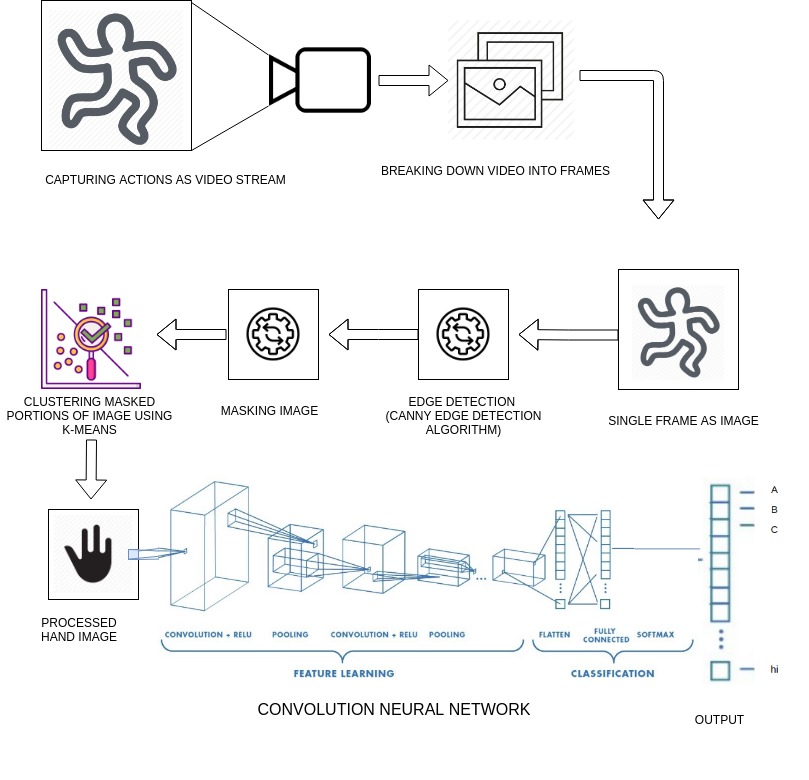 CAPTURING ACTIONS AS VIDEO STREAM
BREAKING DOWN VIDEO INTO FRAMES
CLUSTERING MASKED
PORTIONS OF IMAGE USING
K-MEANS
MASKING IMAGE
EDGE DETECTION
(CANNY EDGE DETECTION
ALGORITHM)
SINGLE FRAME AS IMAGE
PROCESSED
HAND IMAGE
CONVOLUTION + RELU
POOLING
CONVOLUTION + RELU
POOLING
FLATTEN
FULLY
CONNECTED
SOFTMAX
FEATURE LEARNING
CLASSIFICATION
CONVOLUTION NEURAL NETWORK
A
B
C
hi
OUTPUT